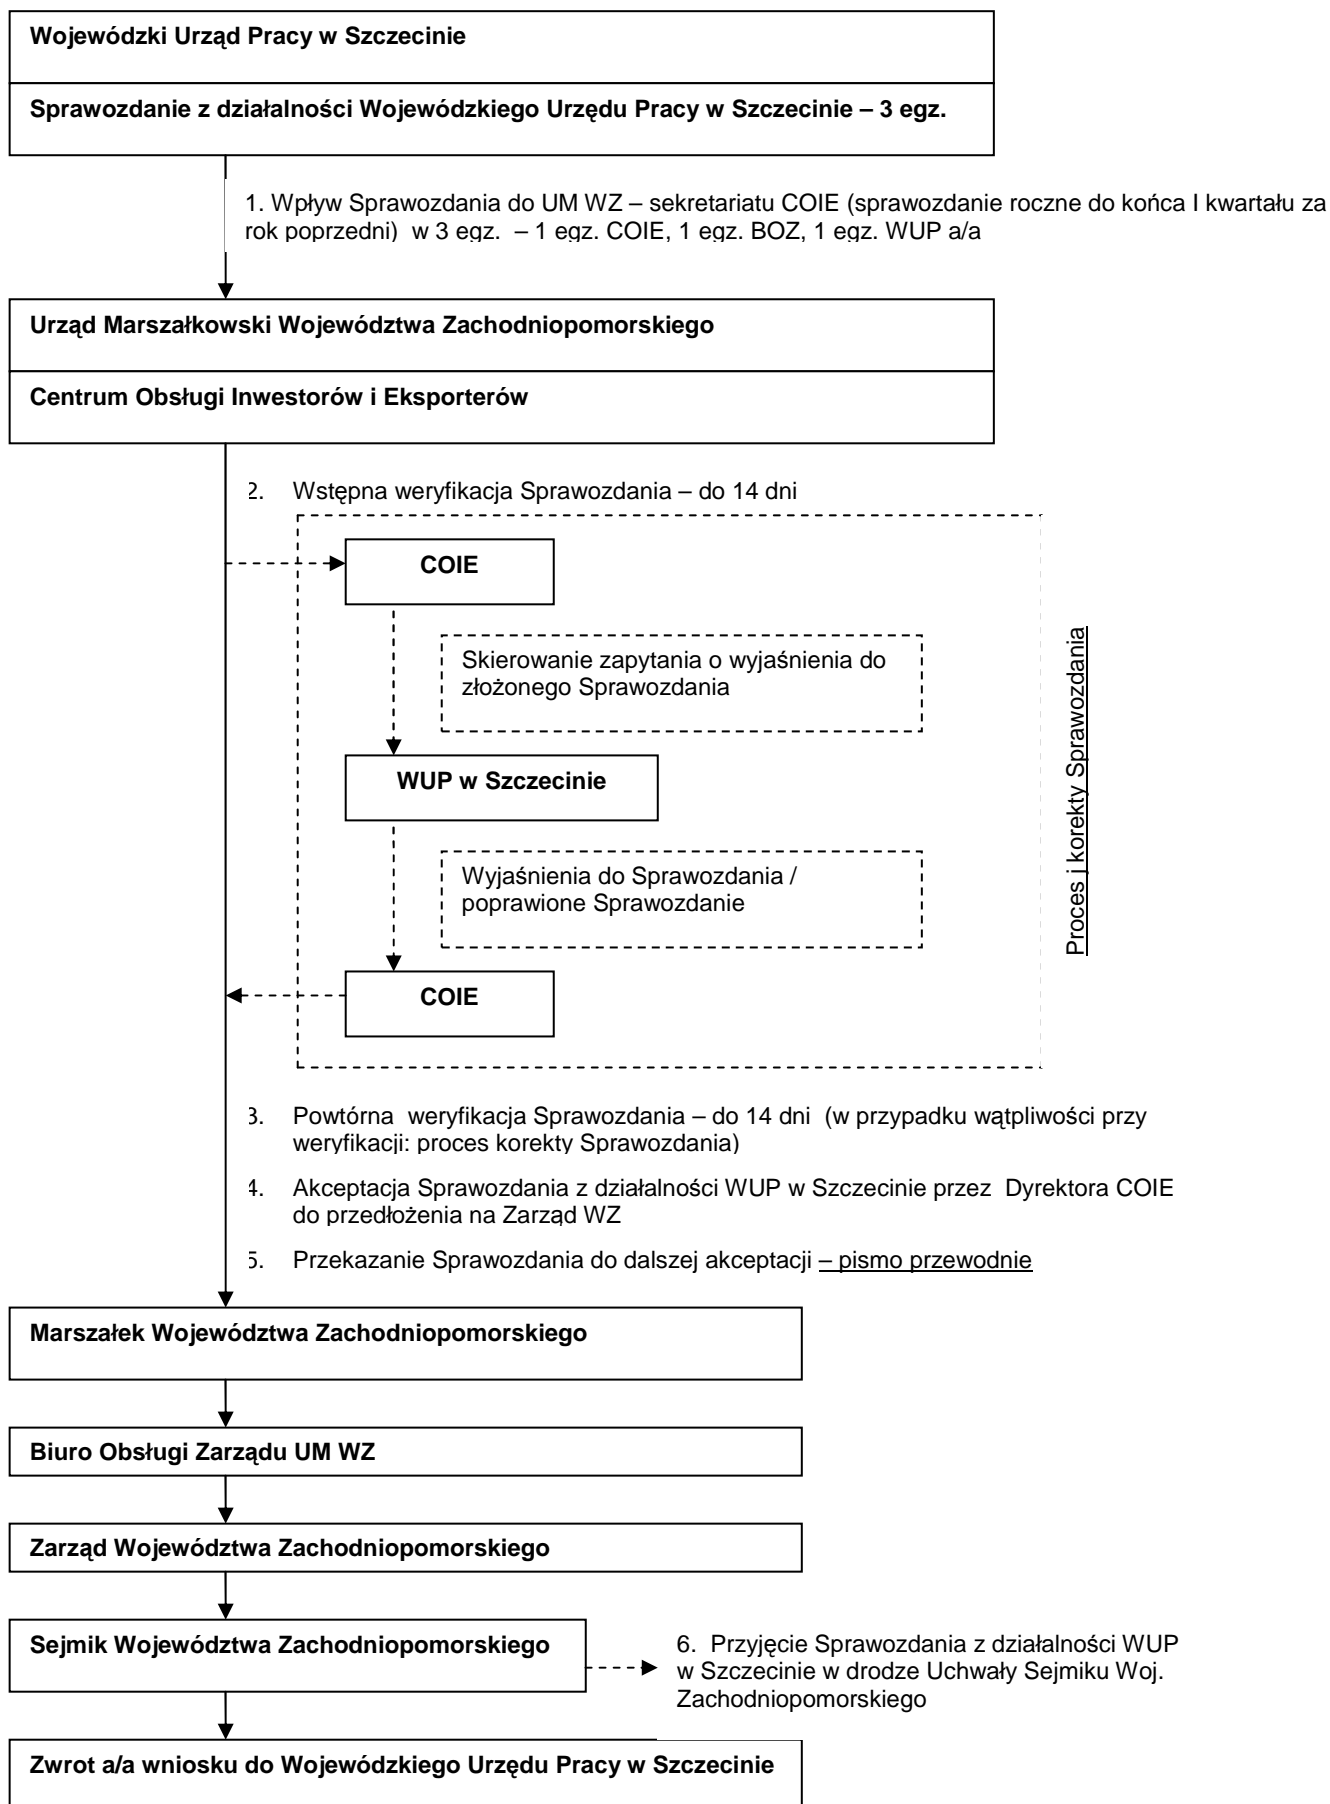 Wojewódzki Urząd Pracy w Szczecinie
Sprawozdanie z działalności Wojewódzkiego Urzędu Pracy w Szczecinie – 3 egz.
1. Wpływ Sprawozdania do UM WZ – sekretariatu COIE (sprawozdanie roczne do końca I kwartału za
rok poprzedni) w 3 egz. – 1 egz. COIE, 1 egz. BOZ, 1 egz. WUP a/a
Urząd Marszałkowski Województwa Zachodniopomorskiego
Centrum Obsługi Inwestorów i Eksporterów
2. Wstępna weryfikacja Sprawozdania – do 14 dni
COIE
Skierowanie zapytania o wyjaśnienia do
złożonego Sprawozdania
WUP w Szczecinie
Wyjaśnienia do Sprawozdania /
poprawione Sprawozdanie
COIE
Proces j korekty Sprawozdania
3. Powtórna weryfikacja Sprawozdania – do 14 dni (w przypadku wątpliwości przy
weryfikacji: proces korekty Sprawozdania)
4. Akceptacja Sprawozdania z działalności WUP w Szczecinie przez Dyrektora COIE
do przedłożenia na Zarząd WZ
5. Przekazanie Sprawozdania do dalszej akceptacji – pismo przewodnie
Marszałek Województwa Zachodniopomorskiego
Biuro Obsługi Zarządu UM WZ
Zarząd Województwa Zachodniopomorskiego
Sejmik Województwa Zachodniopomorskiego
6. Przyjęcie Sprawozdania z działalności WUP
w Szczecinie w drodze Uchwały Sejmiku Woj.
Zachodniopomorskiego
Zwrot a/a wniosku do Wojewódzkiego Urzędu Pracy w Szczecinie